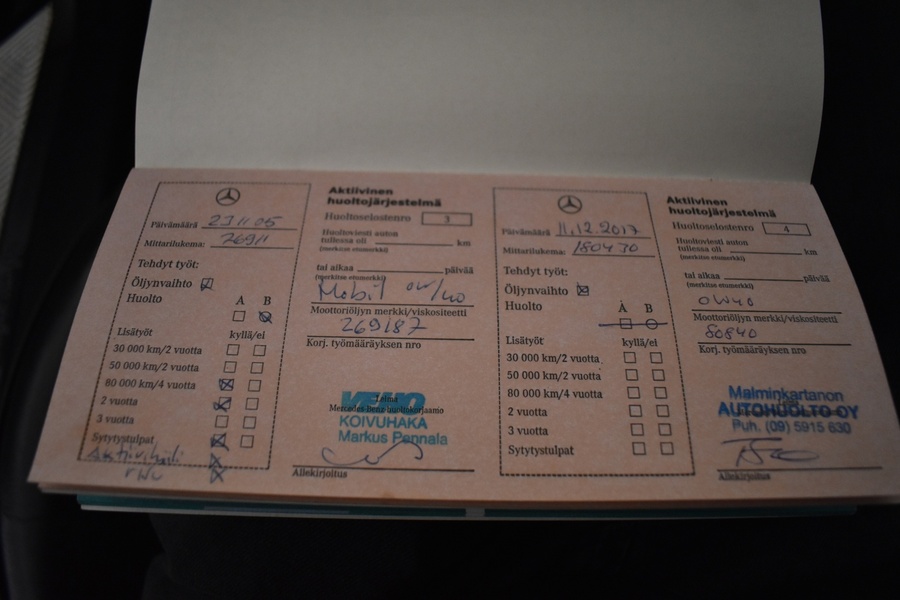 Päivämäärä 23 11 05
Mittarilukema: 76911
Tehdyt työt:
Öljynvaihto
Huolto A B
Lisätyöt kyllä/ei
30 000 km/2 vuotta
50 000 km/2 vuotta
80 000 km/4 vuotta
2 vuotta
3 vuotta
Sytytystulpat
Aktiivinen
huoltojärjestelmä
Huoltoselostenro 3
Huoltoviesti auton
tullessa oli km
(merkitse etumerkki)
tai aikaa päivää
(merkitse etumerkki)
Mobil 0W/40
Moottoriöljyn merkki/viskositeetti
269187
Korj. työmääräyksen nro
VEHO
Mercedes-Benz huoltokorjaamo
KOIVUHAKA
Markus Pennala
Allekirjoitus
Päivämäärä 11.12.2017
Mittarilukema: 180430
Tehdyt työt:
Öljynvaihto
Huolto A B
Lisätyöt kyllä/ei
30 000 km/2 vuotta
50 000 km/2 vuotta
80 000 km/4 vuotta
2 vuotta
3 vuotta
Sytytystulpat
Aktiivinen
huoltojärjestelmä
Huoltoselostenro 4
Huoltoviesti auton
tullessa oli km
(merkitse etumerkki)
tai aikaa päivää
(merkitse etumerkki)
0W40
Moottoriöljyn merkki/viskositeetti
80840
Korj. työmääräyksen nro
Malminkartanon
AUTOHUOLTO OY
Puh. (09) 5915 630
Allekirjoitus